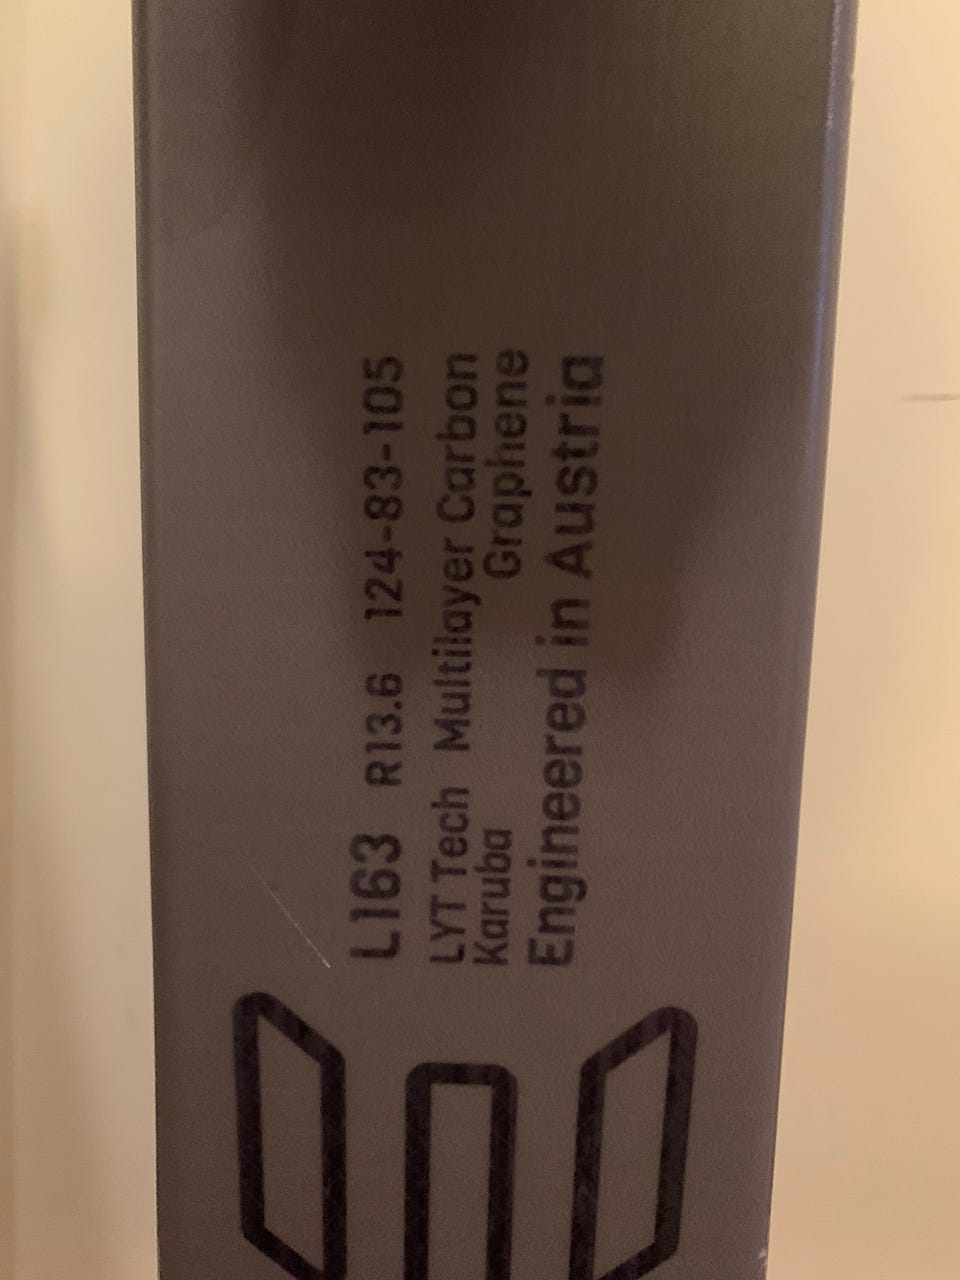 L163 R13.6 124-83-105
LYT Tech Multilayer Carbon
Karuba Graphene
Engineered in Austria